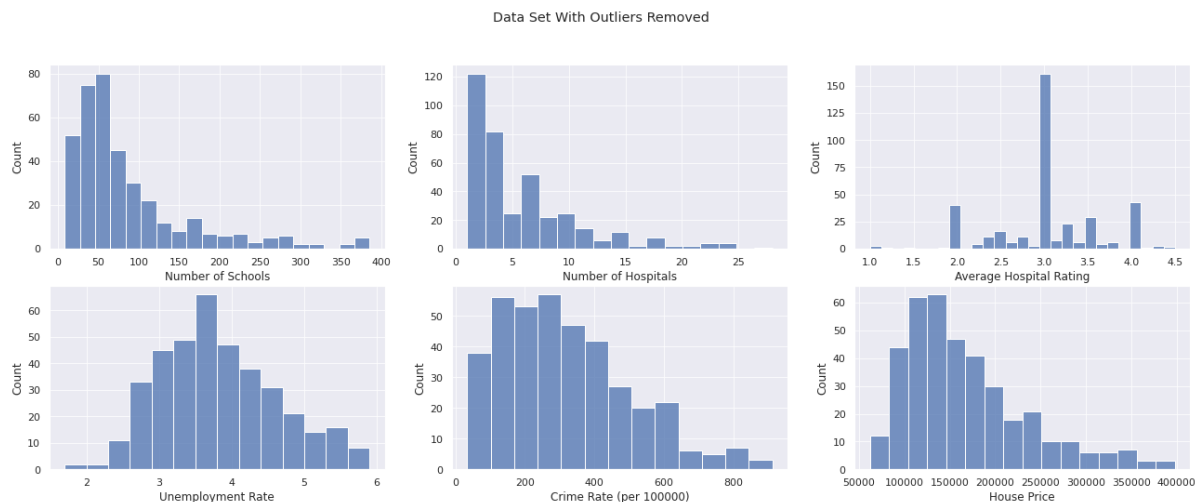 Data Set With Outliers Removed
Count
80
60
40
20
0
0 50 100 150 200 250 300 350 400
Number of Schools
Count
120
100
80
60
40
20
0
0 5 10 15 20 25
Number of Hospitals
Count
150
125
100
75
50
25
0
1.0 1.5 2.0 2.5 3.0 3.5 4.0 4.5
Average Hospital Rating
Count
60
50
40
30
20
10
0
2 3 4 5 6
Unemployment Rate
Count
50
40
30
20
10
0
0 200 400 600 800
Crime Rate (per 100000)
Count
60
50
40
30
20
10
0
50000 100000 150000 200000 250000 300000 350000 400000
House Price